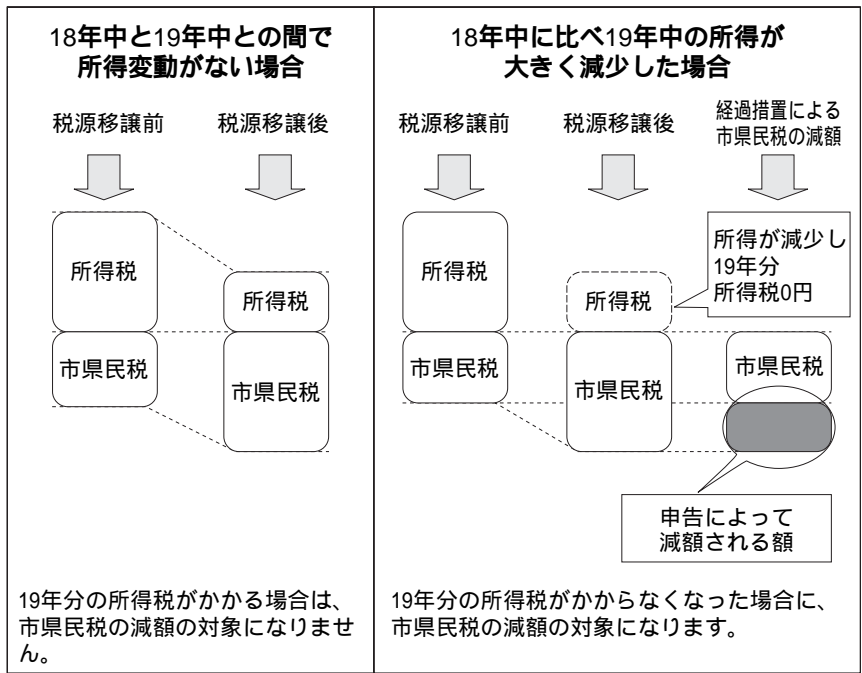 18年中と19年中との間で
所得変動がない場合
税源移譲前
税源移譲後
所得税
市県民税
所得税
市県民税
19年分の所得税がかかる場合は、
市県民税の減額の対象になりませ
ん。
18年中に比べ19年中の所得が
大きく減少した場合
税源移譲前
税源移譲後
経過措置による
市県民税の減額
所得税
市県民税
所得税
市県民税
所得が減少し
19年分
所得税0円
市県民税
申告によって
減額される額
19年分の所得税がかからなくなった場合に、
市県民税の減額の対象になります。